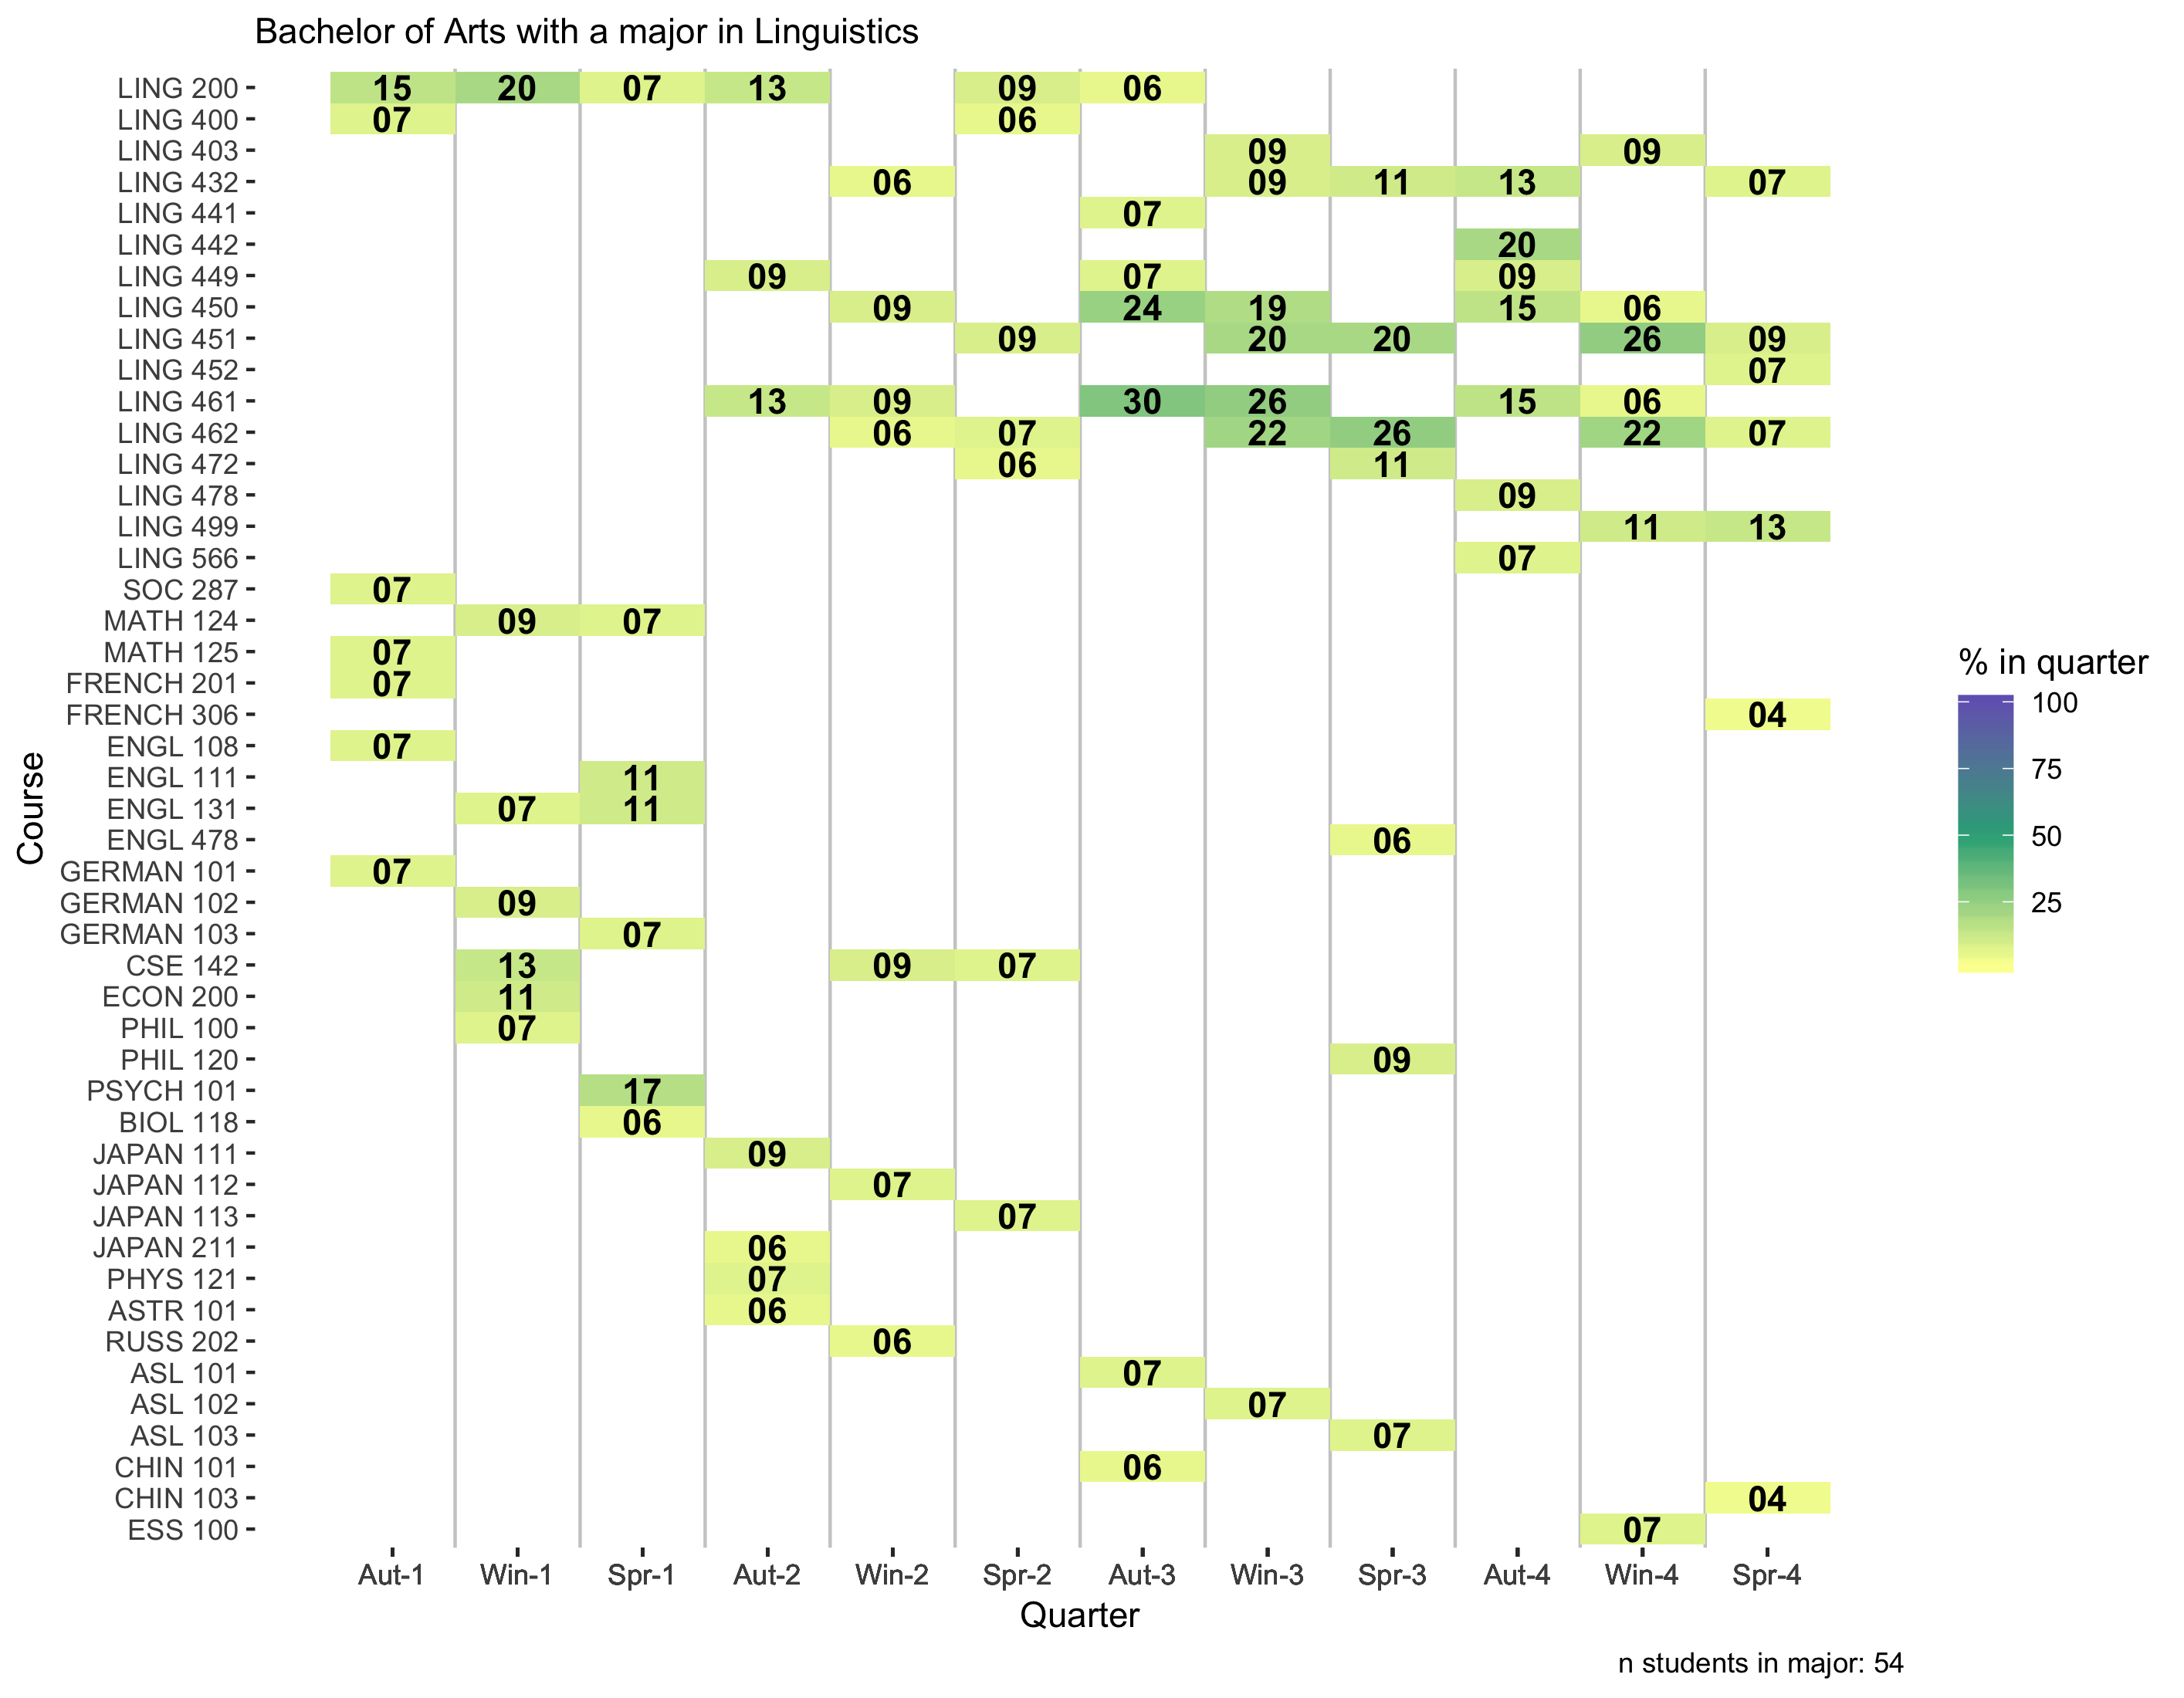 Bachelor of Arts with a major in Linguistics
LING 200 15 20 07 13 09 06
LING 400 07 06
LING 403 09 09
LING 432 06 09 11 13 07
LING 441 07
LING 442 20
LING 449 09 07 09
LING 450 09 24 19 15 06
LING 451 09 20 20 26 09
LING 452 07
LING 461 13 09 30 26 15 06
LING 462 06 07 22 26 22 07
LING 472 06 11
LING 478 09
LING 499 11 13
LING 566 07
SOC 287 07
MATH 124 09 07
MATH 125 07
FRENCH 201 07
FRENCH 306 04
ENGL 108 07
ENGL 111 11
ENGL 131 07 11
ENGL 478 06
GERMAN 101 07
GERMAN 102 09
GERMAN 103 07
CSE 142 13 09 07
ECON 200 11
PHIL 100 07
PHIL 120 09
PSYCH 101 17
BIOL 118 06
JAPAN 111 09
JAPAN 112 07
JAPAN 113 07
JAPAN 211 06
PHYS 121 07
ASTR 101 06
RUSS 202 06
ASL 101 07
ASL 102 07
ASL 103 07
CHIN 101 06
CHIN 103 04
ESS 100 07
Course
Aut-1 Win-1 Spr-1 Aut-2 Win-2 Spr-2 Aut-3 Win-3 Spr-3 Aut-4 Win-4 Spr-4
Quarter
% in quarter
100
75
50
25
n students in major: 54